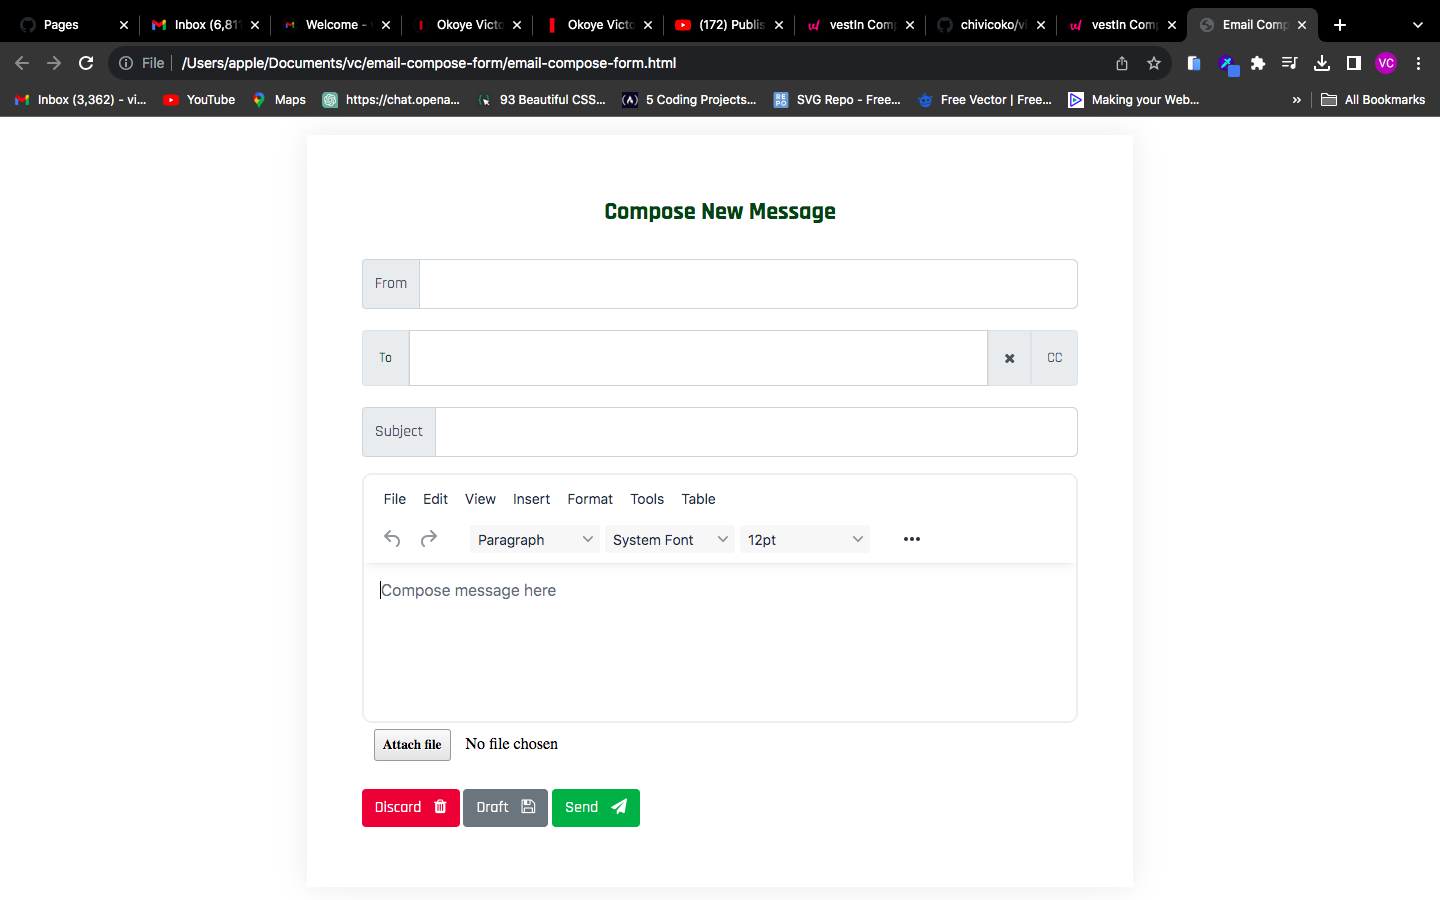 Pages
Inbox (6,811
Welcome -
Okoye Victo
Okoye Victo
(172) Publis
vestIn Com
chivicoko/vi
vestIn Com
Email Comp
File
/Users/apple/Documents/vc/email-compose-form/email-compose-form.html
VC
Inbox (3,362) - vi...
YouTube
Maps
https://chat.opena...
93 Beautiful CSS...
5 Coding Projects...
SVG Repo - Free...
Free Vector | Free...
Making your Web...
»
All Bookmarks
Compose New Message
From
To
CC
Subject
File Edit View Insert Format Tools Table
Paragraph System Font 12pt
Compose message here
Attach file No file chosen
Discard Draft Send